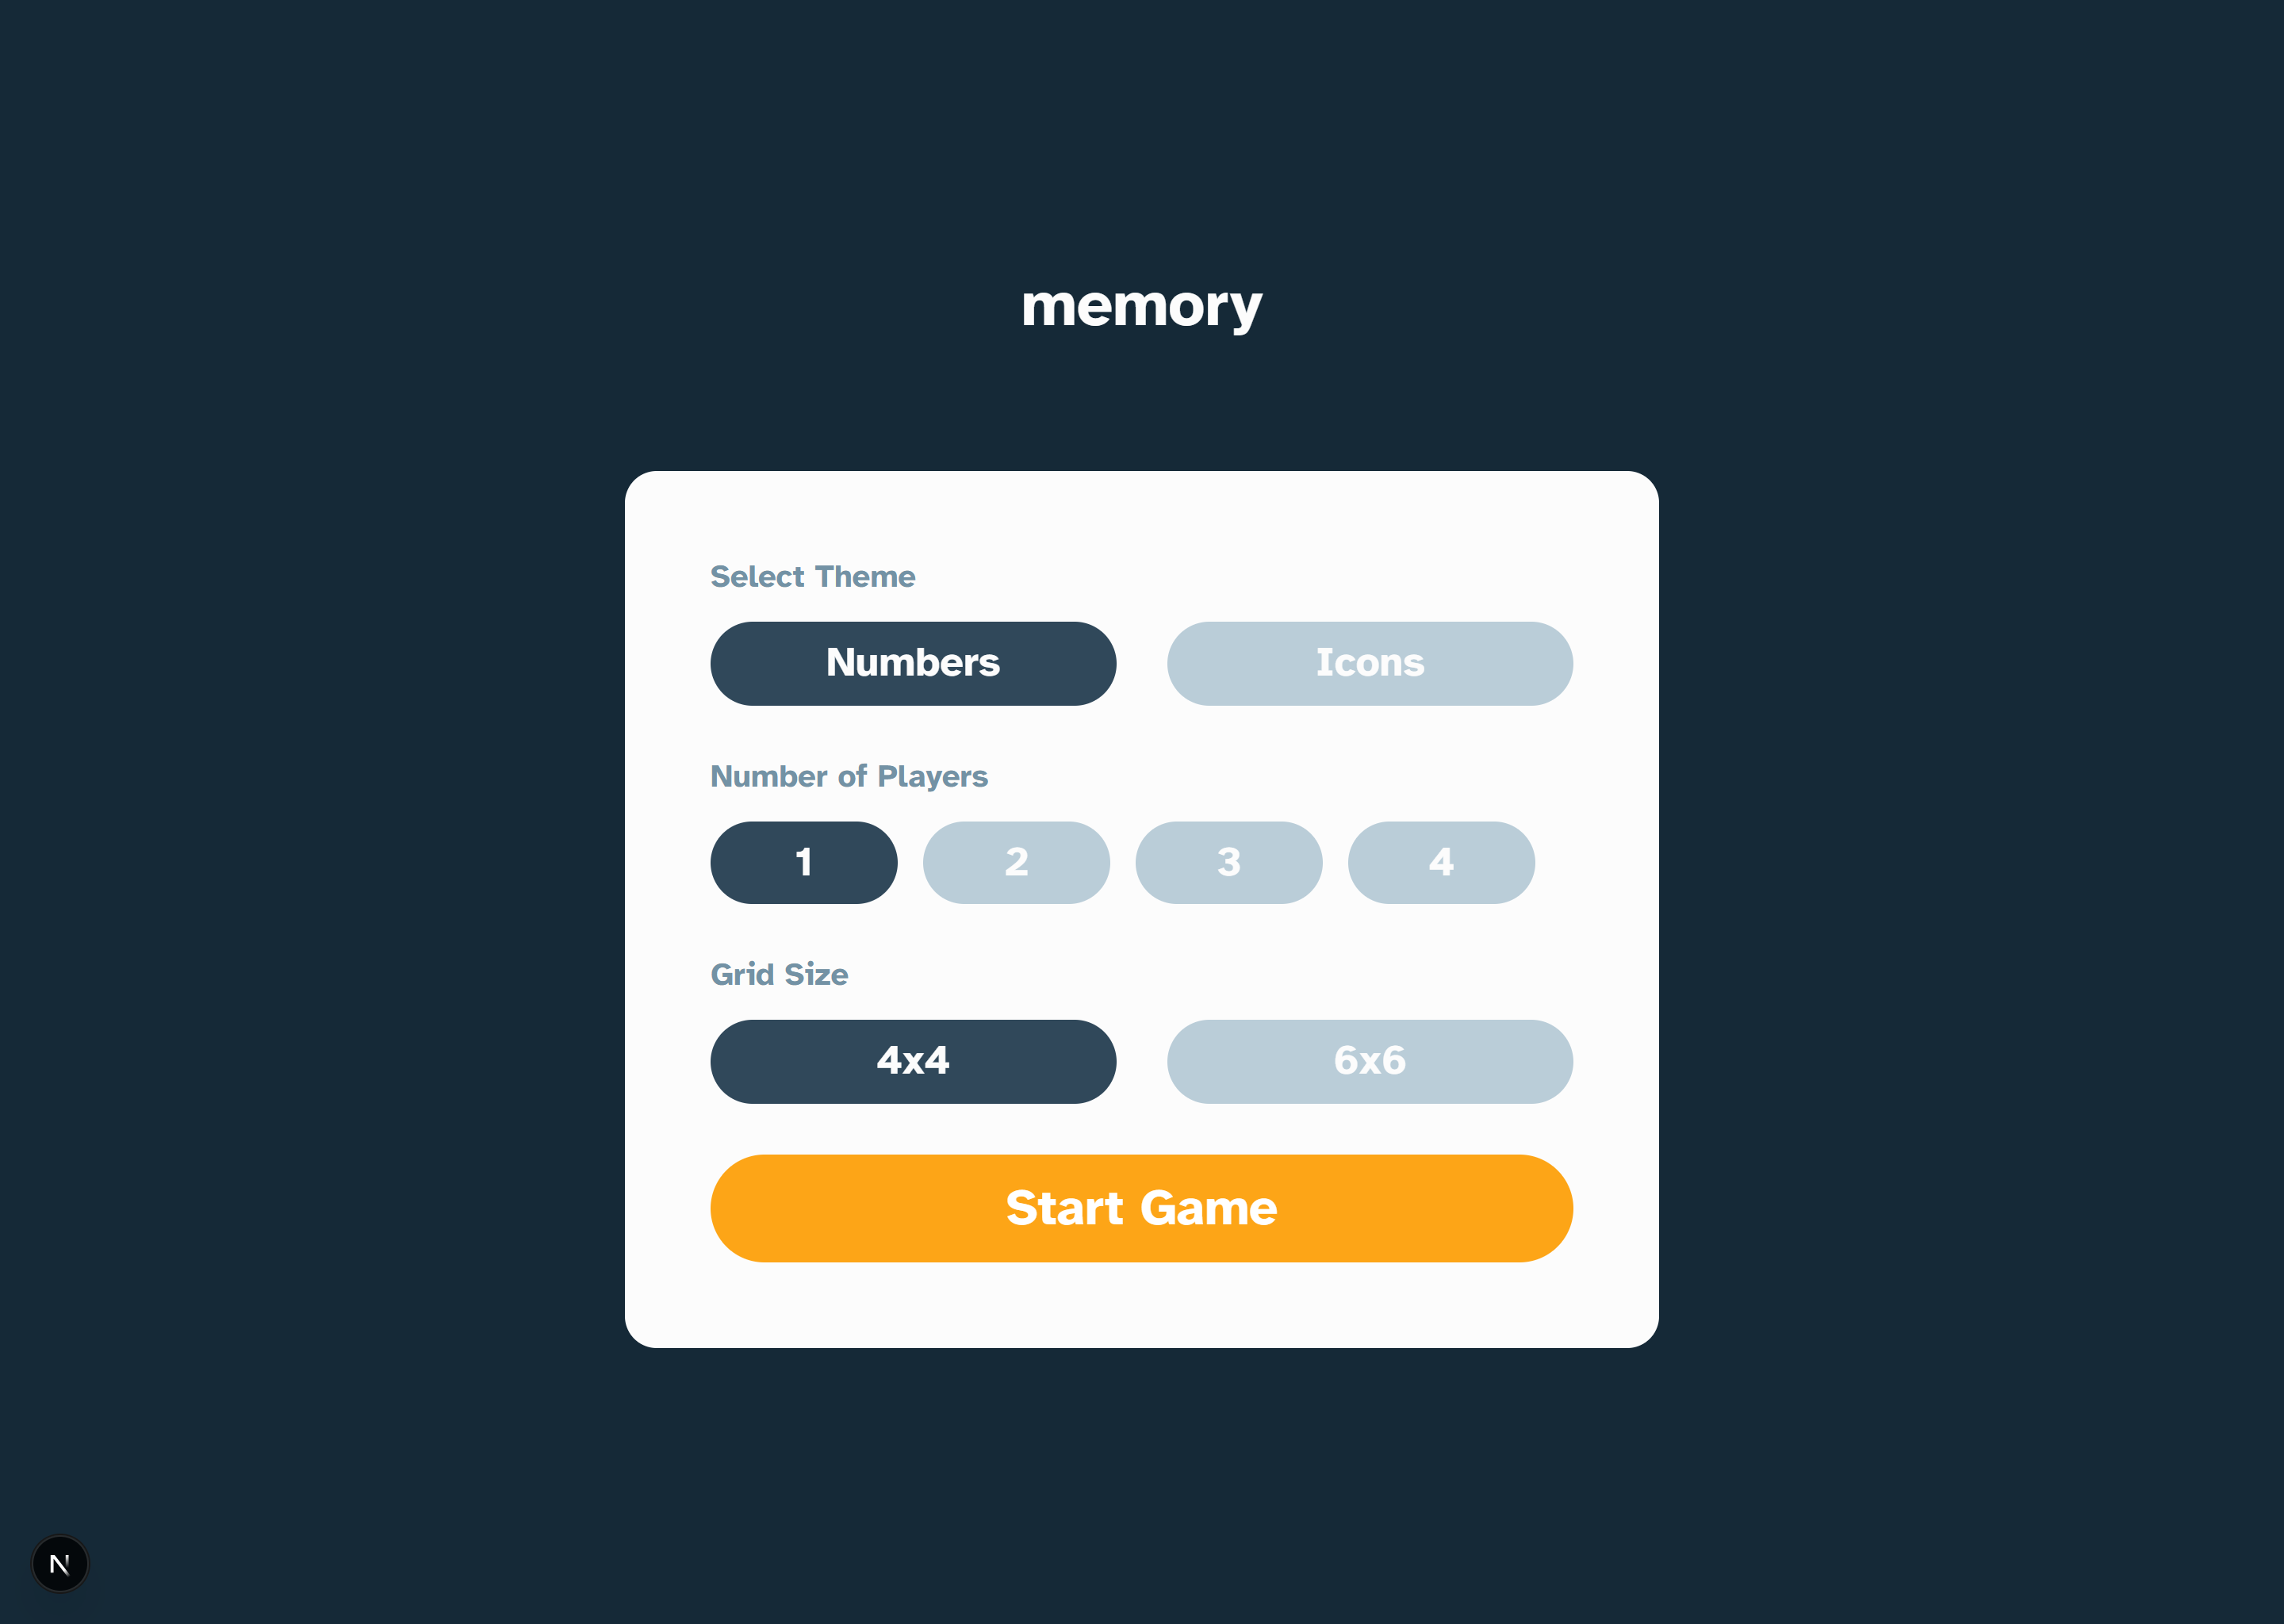 memory
Select Theme
Numbers Icons
Number of Players
1 2 3 4
Grid Size
4x4 6x6
Start Game
N